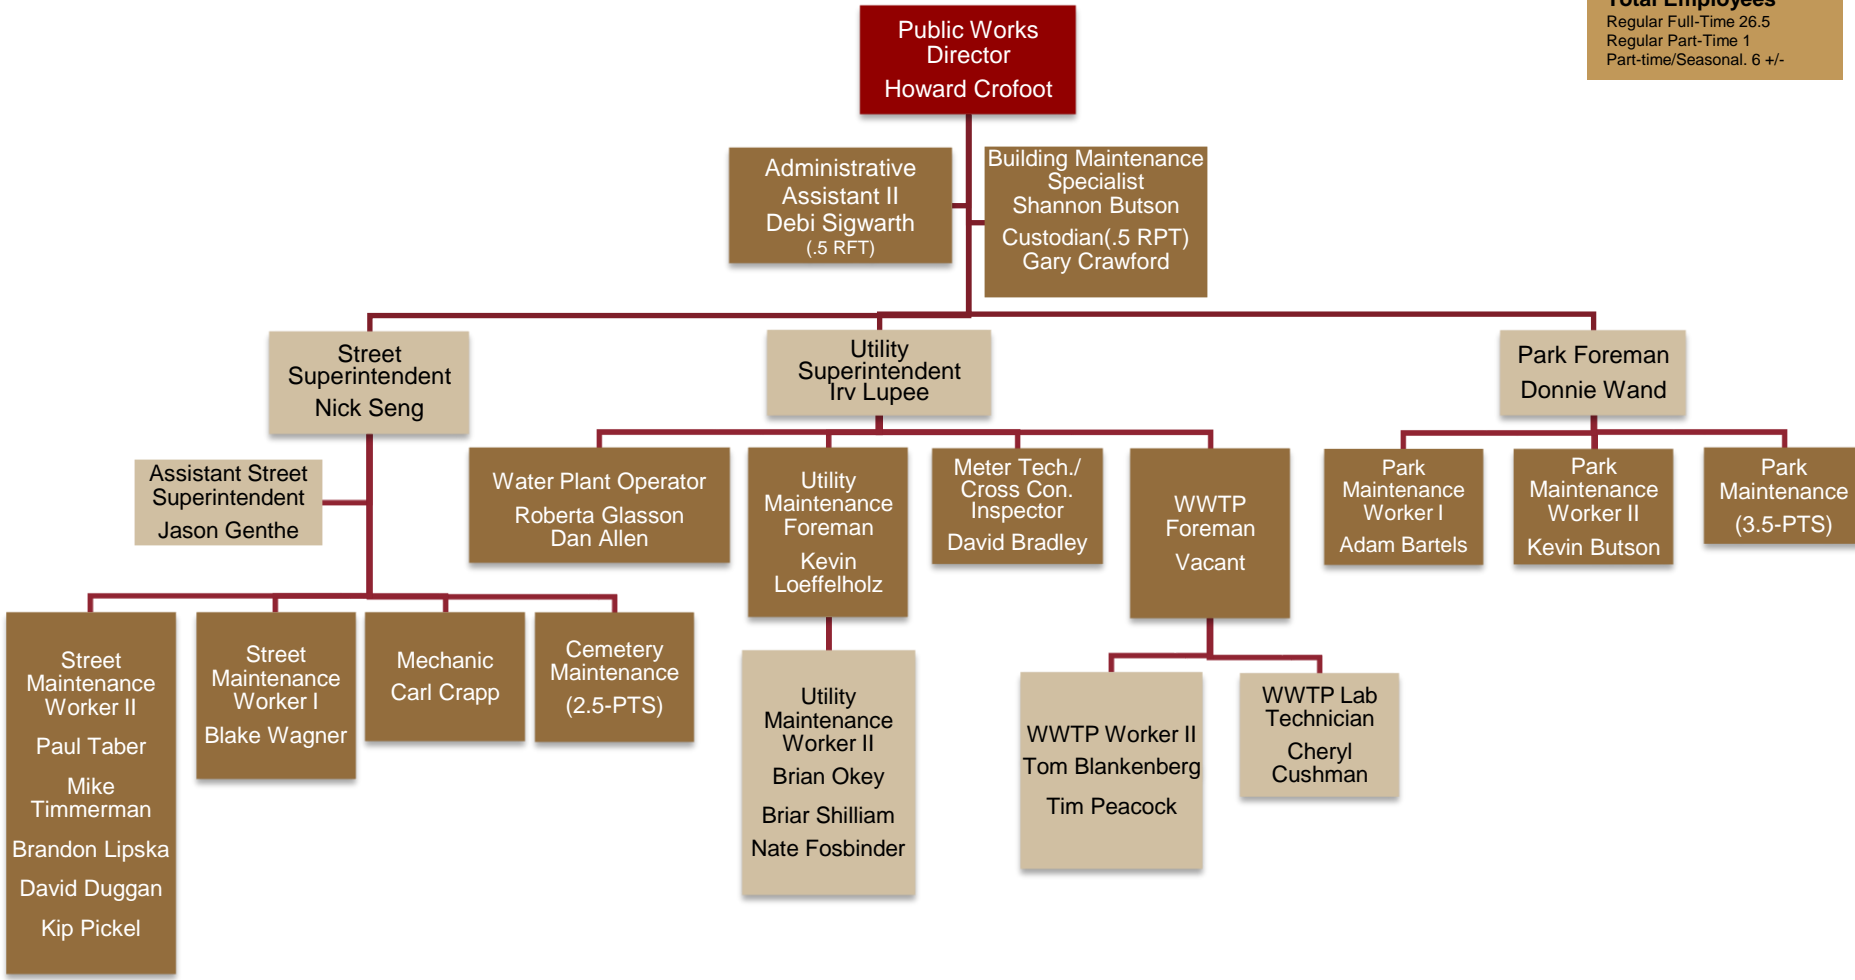 Total Employees
Regular Full-Time 26.5
Regular Part-Time 1
Part-time/Seasonal. 6 +/-
Public Works
Director
Howard Crofoot
Administrative
Assistant II
Debi Sigwarth
(.5 RFT)
Building Maintenance
Specialist
Shannon Butson
Custodian(.5 RPT)
Gary Crawford
Street
Superintendent
Nick Seng
Utility
Superintendent
Irv Lupee
Park Foreman
Donnie Wand
Assistant Street
Superintendent
Jason Genthe
Water Plant Operator
Roberta Glasson
Dan Allen
Utility
Maintenance
Foreman
Kevin
Loeffelholz
Meter Tech./
Cross Con.
Inspector
David Bradley
WWTP
Foreman
Vacant
Park
Maintenance
Worker I
Adam Bartels
Park
Maintenance
Worker II
Kevin Butson
Park
Maintenance
(3.5-PTS)
Street
Maintenance
Worker II
Paul Taber
Mike
Timmerman
Brandon Lipska
David Duggan
Kip Pickel
Street
Maintenance
Worker I
Blake Wagner
Mechanic
Carl Crapp
Cemetery
Maintenance
(2.5-PTS)
Utility
Maintenance
Worker II
Brian Okey
Briar Shilliam
Nate Fosbinder
WWTP Worker II
Tom Blankenberg
Tim Peacock
WWTP Lab
Technician
Cheryl
Cushman